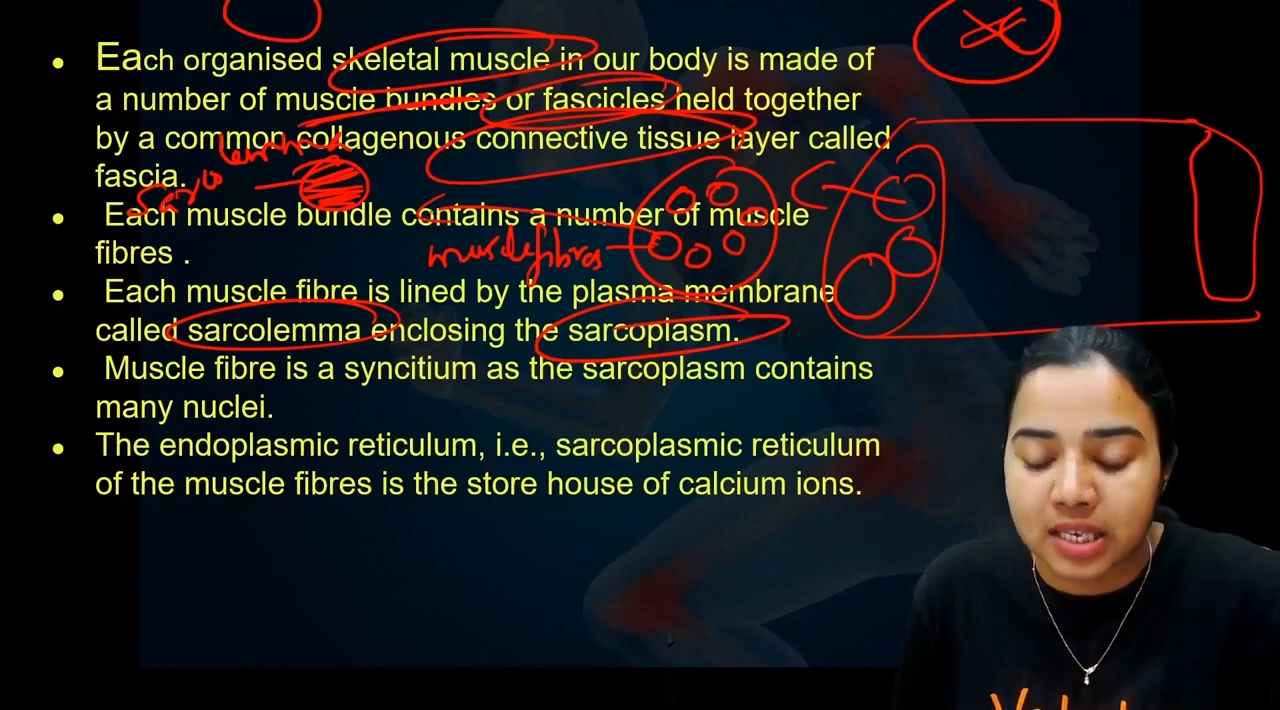 • Each organised skeletal muscle in our body is made of
a number of muscle bundles or fascicles held together
by a common collagenous connective tissue layer called
fascia.
• Each muscle bundle contains a number of muscle
fibres .
• Each muscle fibre is lined by the plasma membrane
called sarcolemma enclosing the sarcoplasm.
• Muscle fibre is a syncitium as the sarcoplasm contains
many nuclei.
• The endoplasmic reticulum, i.e., sarcoplasmic reticulum
of the muscle fibres is the store house of calcium ions.
muscle fibres